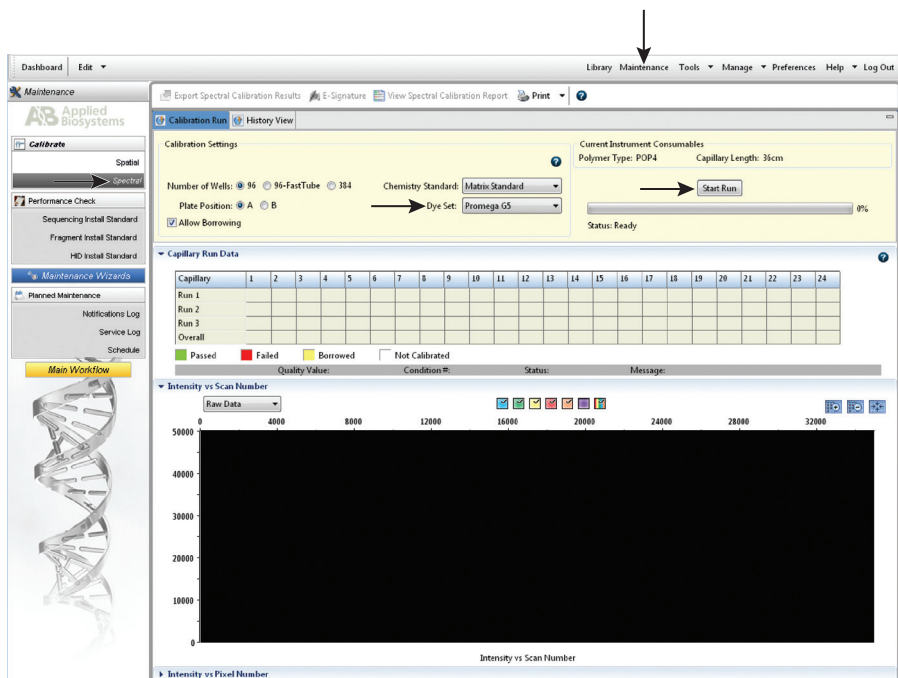 Dashboard Edit Library Maintenance Tools Manage Preferences Help Log Out
Maintenance
AB Applied Biosystems
Calibrate
Spatial
Spectral
Performance Check
Sequencing Install Standard
Fragment Install Standard
HID Install Standard
Maintenance Wizards
Planned Maintenance
Notifications Log
Service Log
Schedule
Main Workflow
Export Spectral Calibration Results E-Signature View Spectral Calibration Report Print ?
Calibration Run History View
Calibration Settings
?
Number of Wells: 96 96-FastTube 384 Chemistry Standard: Matrix Standard
Plate Position: A B Dye Set: Promega G5
Allow Borrowing
Current Instrument Consumables
Polymer Type: POP4 Capillary Length: 36cm
Start Run
0%
Status: Ready
Capillary Run Data ?
Capillary 1 2 3 4 5 6 7 8 9 10 11 12 13 14 15 16 17 18 19 20 21 22 23 24
Run 1
Run 2
Run 3
Overall
Passed Failed Borrowed Not Calibrated
Quality Value: Condition #: Status: Message:
Intensity vs Scan Number
Raw Data
0 4000 8000 12000 16000 20000 24000 28000 32000
50000
40000
30000
20000
10000
0
Intensity vs Scan Number
Intensity vs Pixel Number